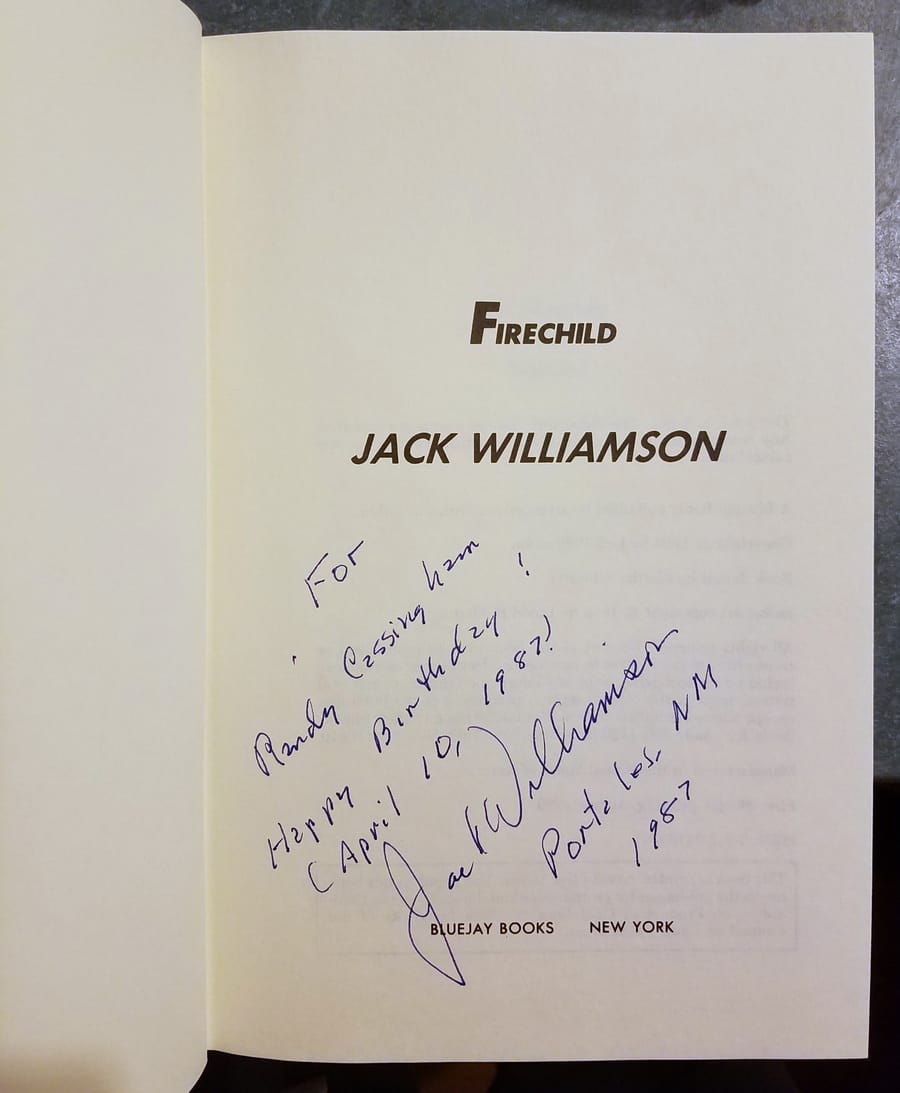 FIRECHILD
JACK WILLIAMSON
For
Randy Cassingham
Happy Birthday!
(April 10, 1987!)
Jack Williamson
Portales, NM
1987
BLUEJAY BOOKS NEW YORK